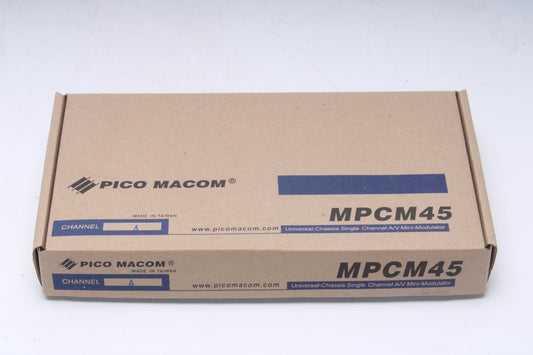 PICO MACOM®
MPCM45
MADE IN TAIWAN
CHANNEL A
www.picomacom.com
Universal-Chassis Single Channel A/V Mini-Modulator
PICO MACOM®
MPCM45
MADE IN TAIWAN
CHANNEL A
www.picomacom.com
Universal-Chassis Single Channel A/V Mini-Modulator